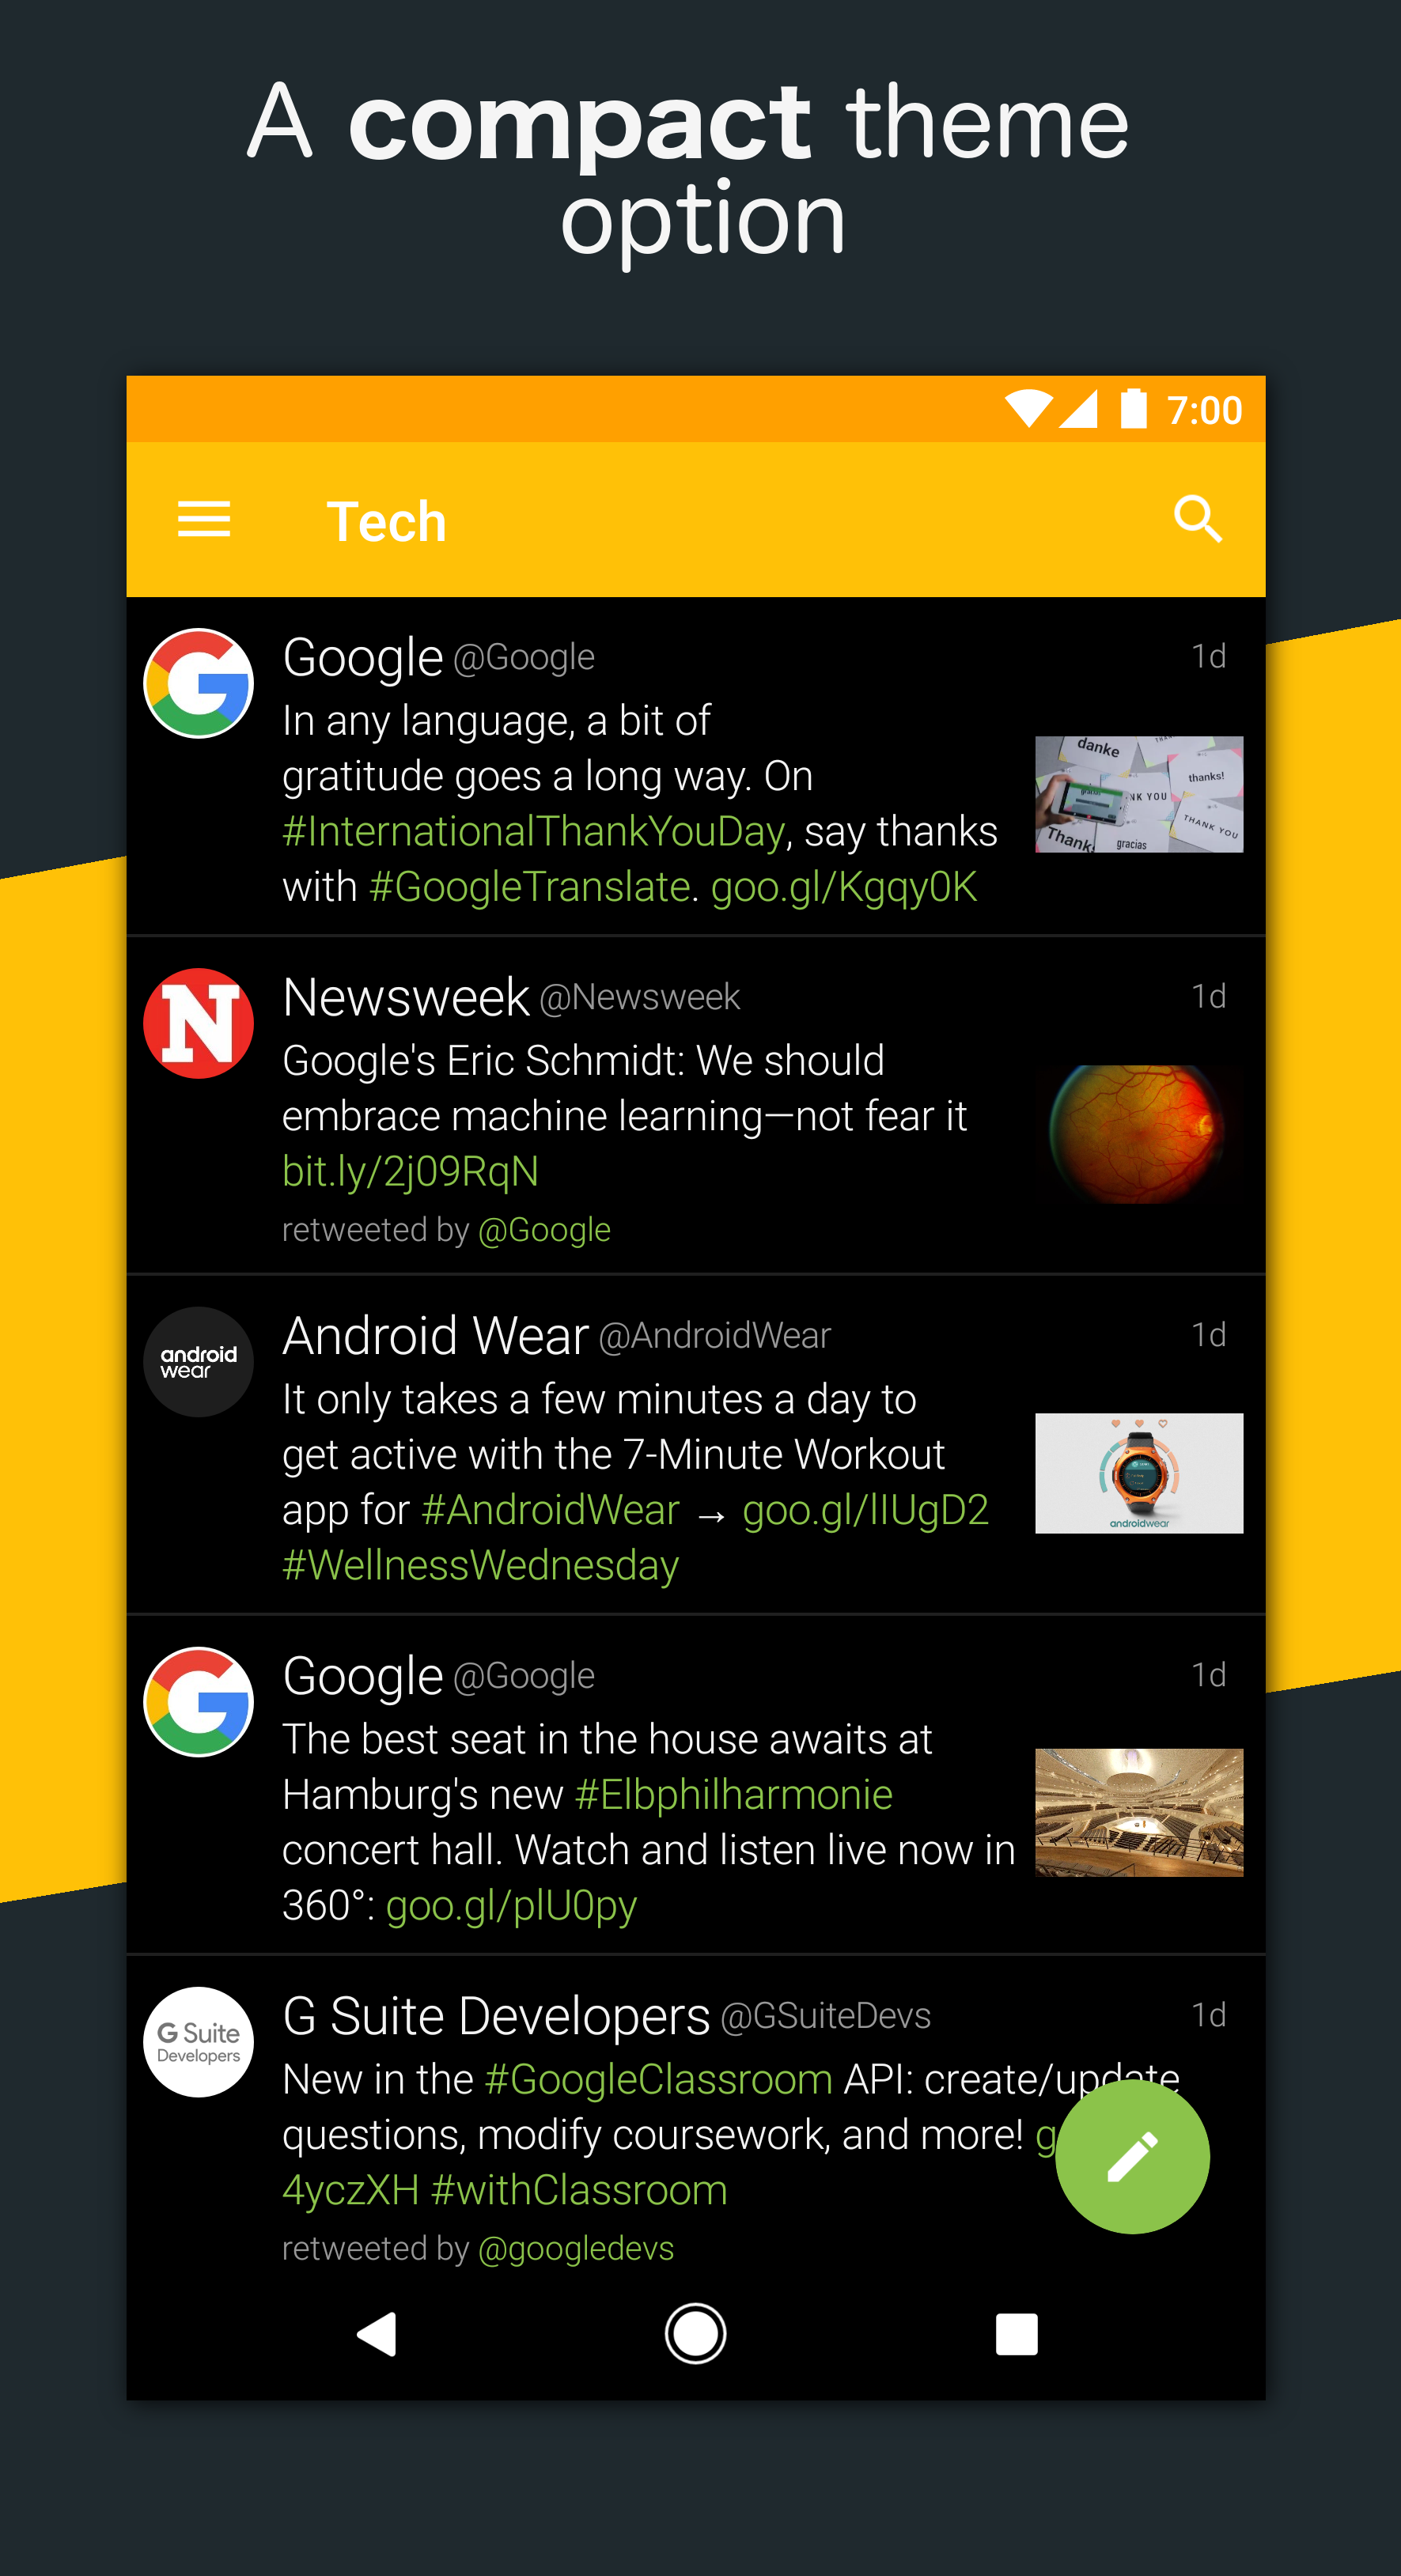 A compact theme
option
7:00
Tech
Google @Google 1d
In any language, a bit of
gratitude goes a long way. On
#InternationalThankYouDay, say thanks
with #GoogleTranslate. goo.gl/Kgqy0K
danke
thanks!
NK YOU
THANK YOU
Thank
gracias
Newsweek @Newsweek 1d
N
Google's Eric Schmidt: We should
embrace machine learning—not fear it
bit.ly/2j09RqN
retweeted by @Google
Android Wear @AndroidWear 1d
android
wear
It only takes a few minutes a day to
get active with the 7-Minute Workout
app for #AndroidWear → goo.gl/lIUgD2
#WellnessWednesday
androidwear
Google @Google 1d
The best seat in the house awaits at
Hamburg's new #Elbphilharmonie
concert hall. Watch and listen live now in
360°: goo.gl/plU0py
G Suite Developers @GSuiteDevs 1d
G Suite
Developers
New in the #GoogleClassroom API: create/update
questions, modify coursework, and more! g
4yczXH #withClassroom
retweeted by @googledevs